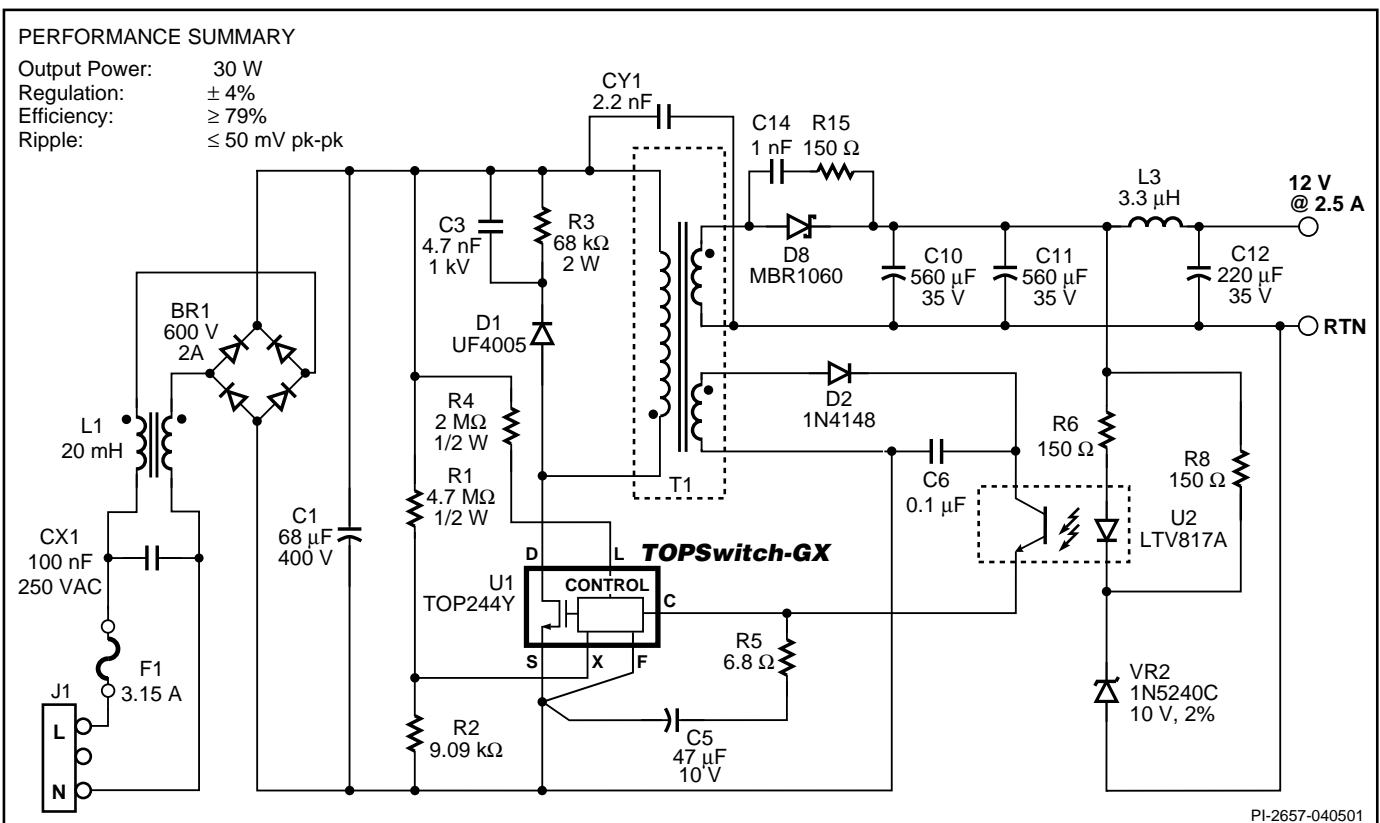 PERFORMANCE SUMMARY
Output Power: 30 W
Regulation: ± 4%
Efficiency: ≥ 79%
Ripple: ≤ 50 mV pk-pk
CY1
2.2 nF
C14
1 nF
R15
150 Ω
L3
3.3 µH
12 V
@ 2.5 A
C3
4.7 nF
1 kV
R3
68 kΩ
2 W
D8
MBR1060
C10
560 µF
35 V
C11
560 µF
35 V
C12
220 µF
35 V
RTN
BR1
600 V
2A
D1
UF4005
D2
1N4148
L1
20 mH
R4
2 MΩ
1/2 W
R1
4.7 MΩ
1/2 W
T1
C6
0.1 µF
R6
150 Ω
R8
150 Ω
U2
LTV817A
C1
68 µF
400 V
CX1
100 nF
250 VAC
D
L
TOPSwitch-GX
U1
TOP244Y
CONTROL
C
S
X
F
R5
6.8 Ω
VR2
1N5240C
10 V, 2%
F1
3.15 A
J1
L
N
R2
9.09 kΩ
C5
47 µF
10 V
PI-2657-040501